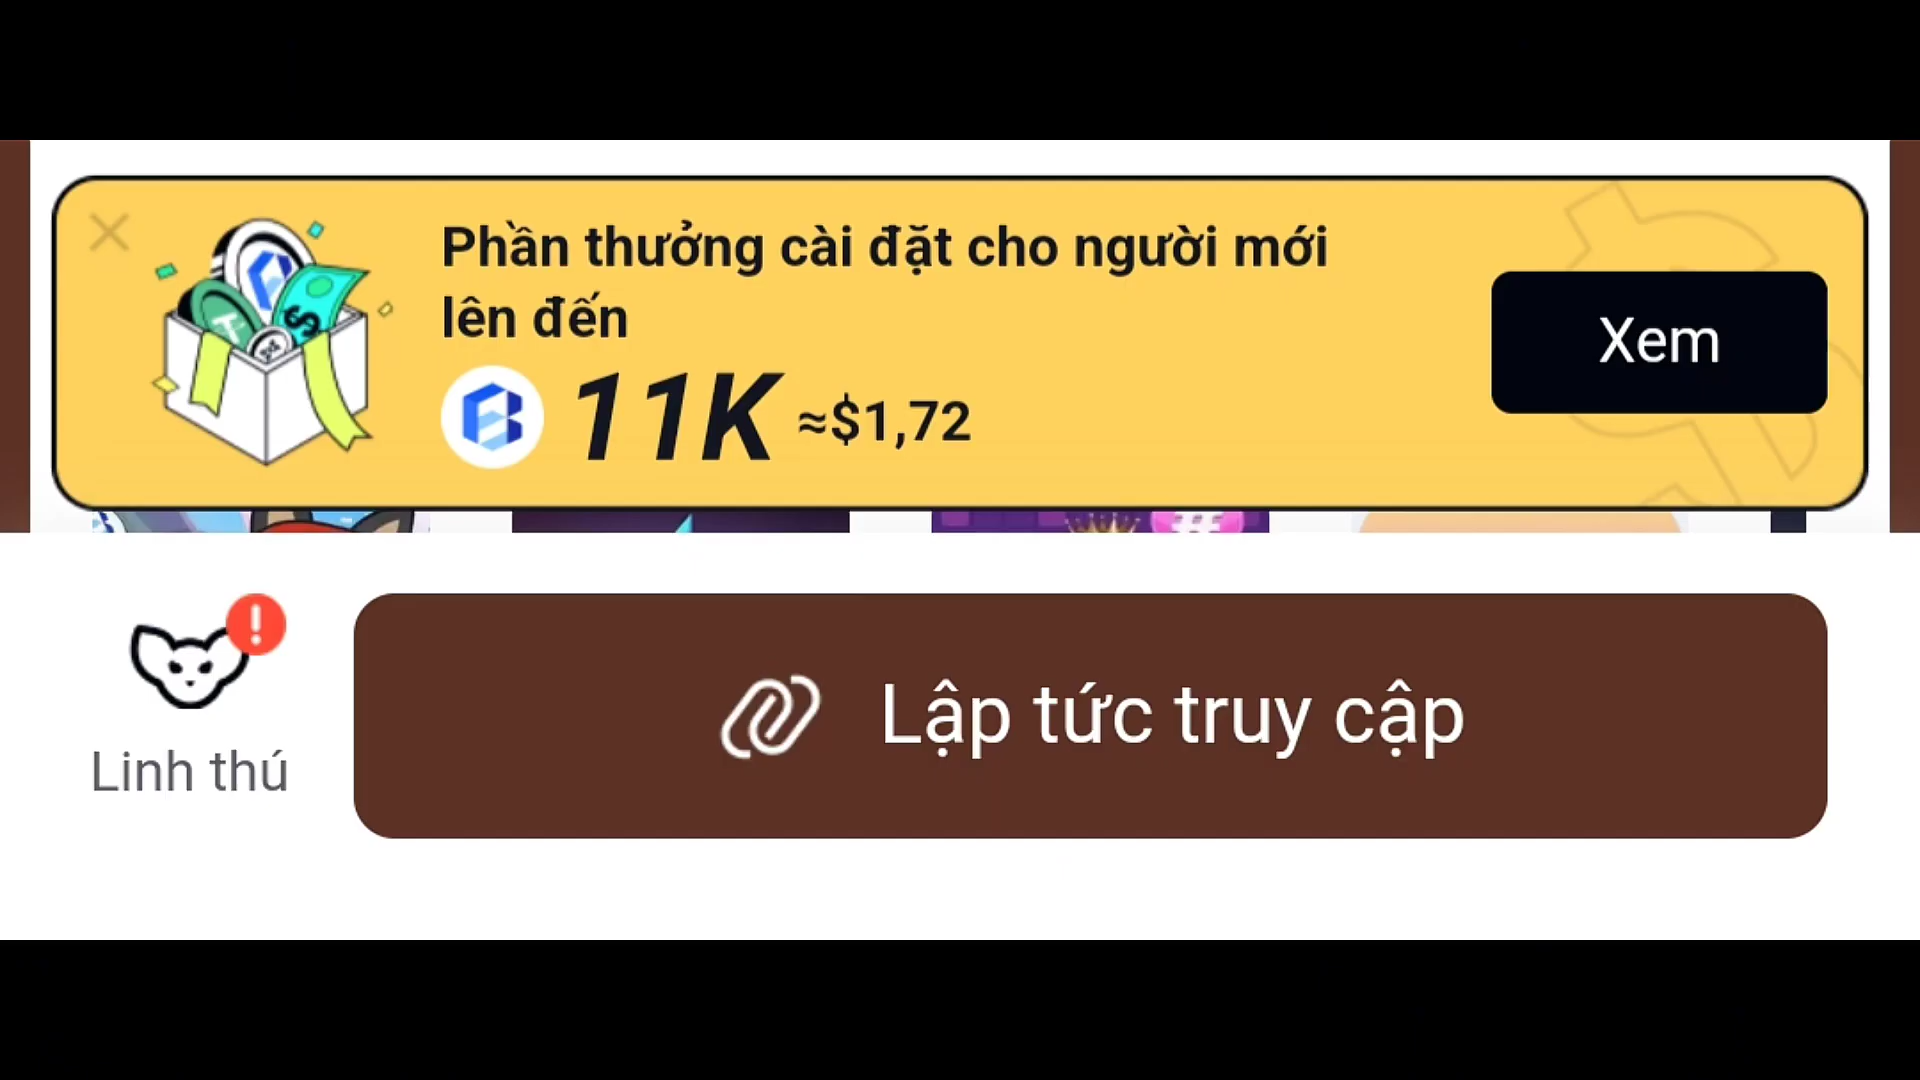 Phần thưởng cài đặt cho người mới
lên đến
11K ≈$1,72
Xem
Linh thú
Lập tức truy cập